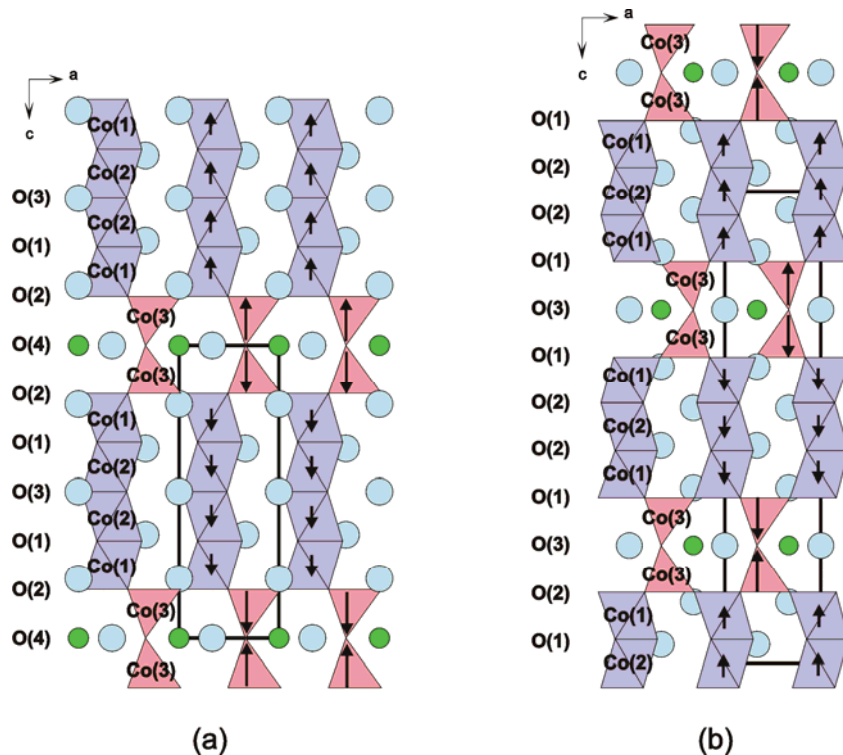 a
c
Co(1)
Co(2)
O(3)
Co(2)
O(1)
Co(1)
O(2)
Co(3)
O(4)
Co(3)
O(2)
Co(1)
O(1)
Co(2)
O(3)
Co(2)
O(1)
Co(1)
O(2)
Co(3)
O(4)
Co(3)
(a)
a
Co(3)
c
Co(3)
O(1)
Co(1)
O(2)
Co(2)
O(2)
Co(1)
O(1)
Co(3)
O(3)
Co(3)
O(1)
Co(1)
O(2)
Co(2)
O(2)
Co(1)
O(1)
Co(3)
O(3)
Co(3)
O(2)
Co(1)
O(1)
Co(2)
(b)